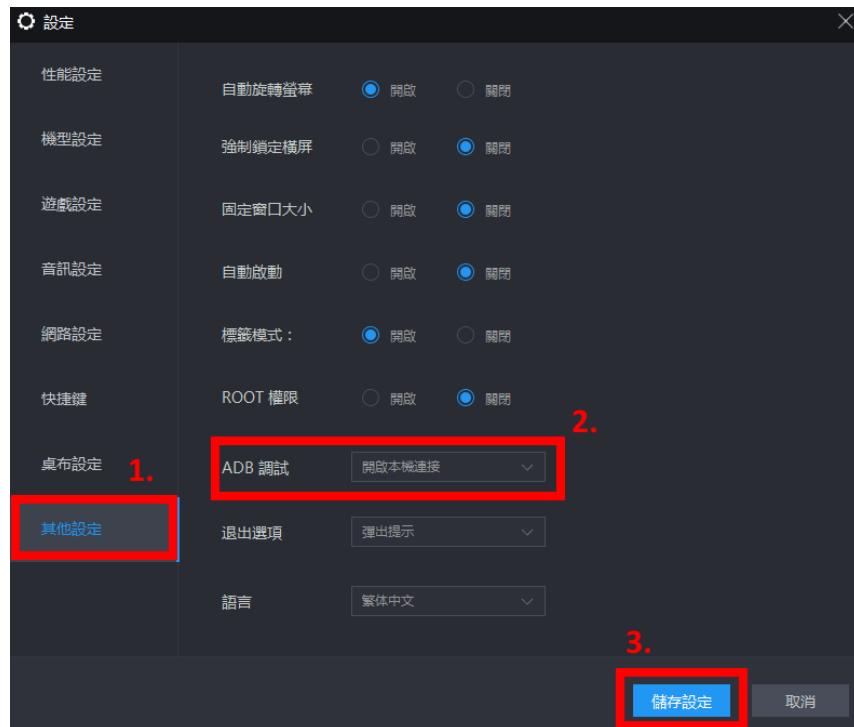 設定
性能設定
機型設定
遊戲設定
音訊設定
網路設定
快捷鍵
桌布設定
1.
其他設定
自動旋轉螢幕 開啟 關閉
強制鎖定橫屏 開啟 關閉
固定窗口大小 開啟 關閉
自動啟動 開啟 關閉
標籤模式： 開啟 關閉
ROOT 權限 開啟 關閉
2.
ADB 調試 開啟本機連接
退出選項 彈出提示
語言 繁体中文
3.
儲存設定 取消